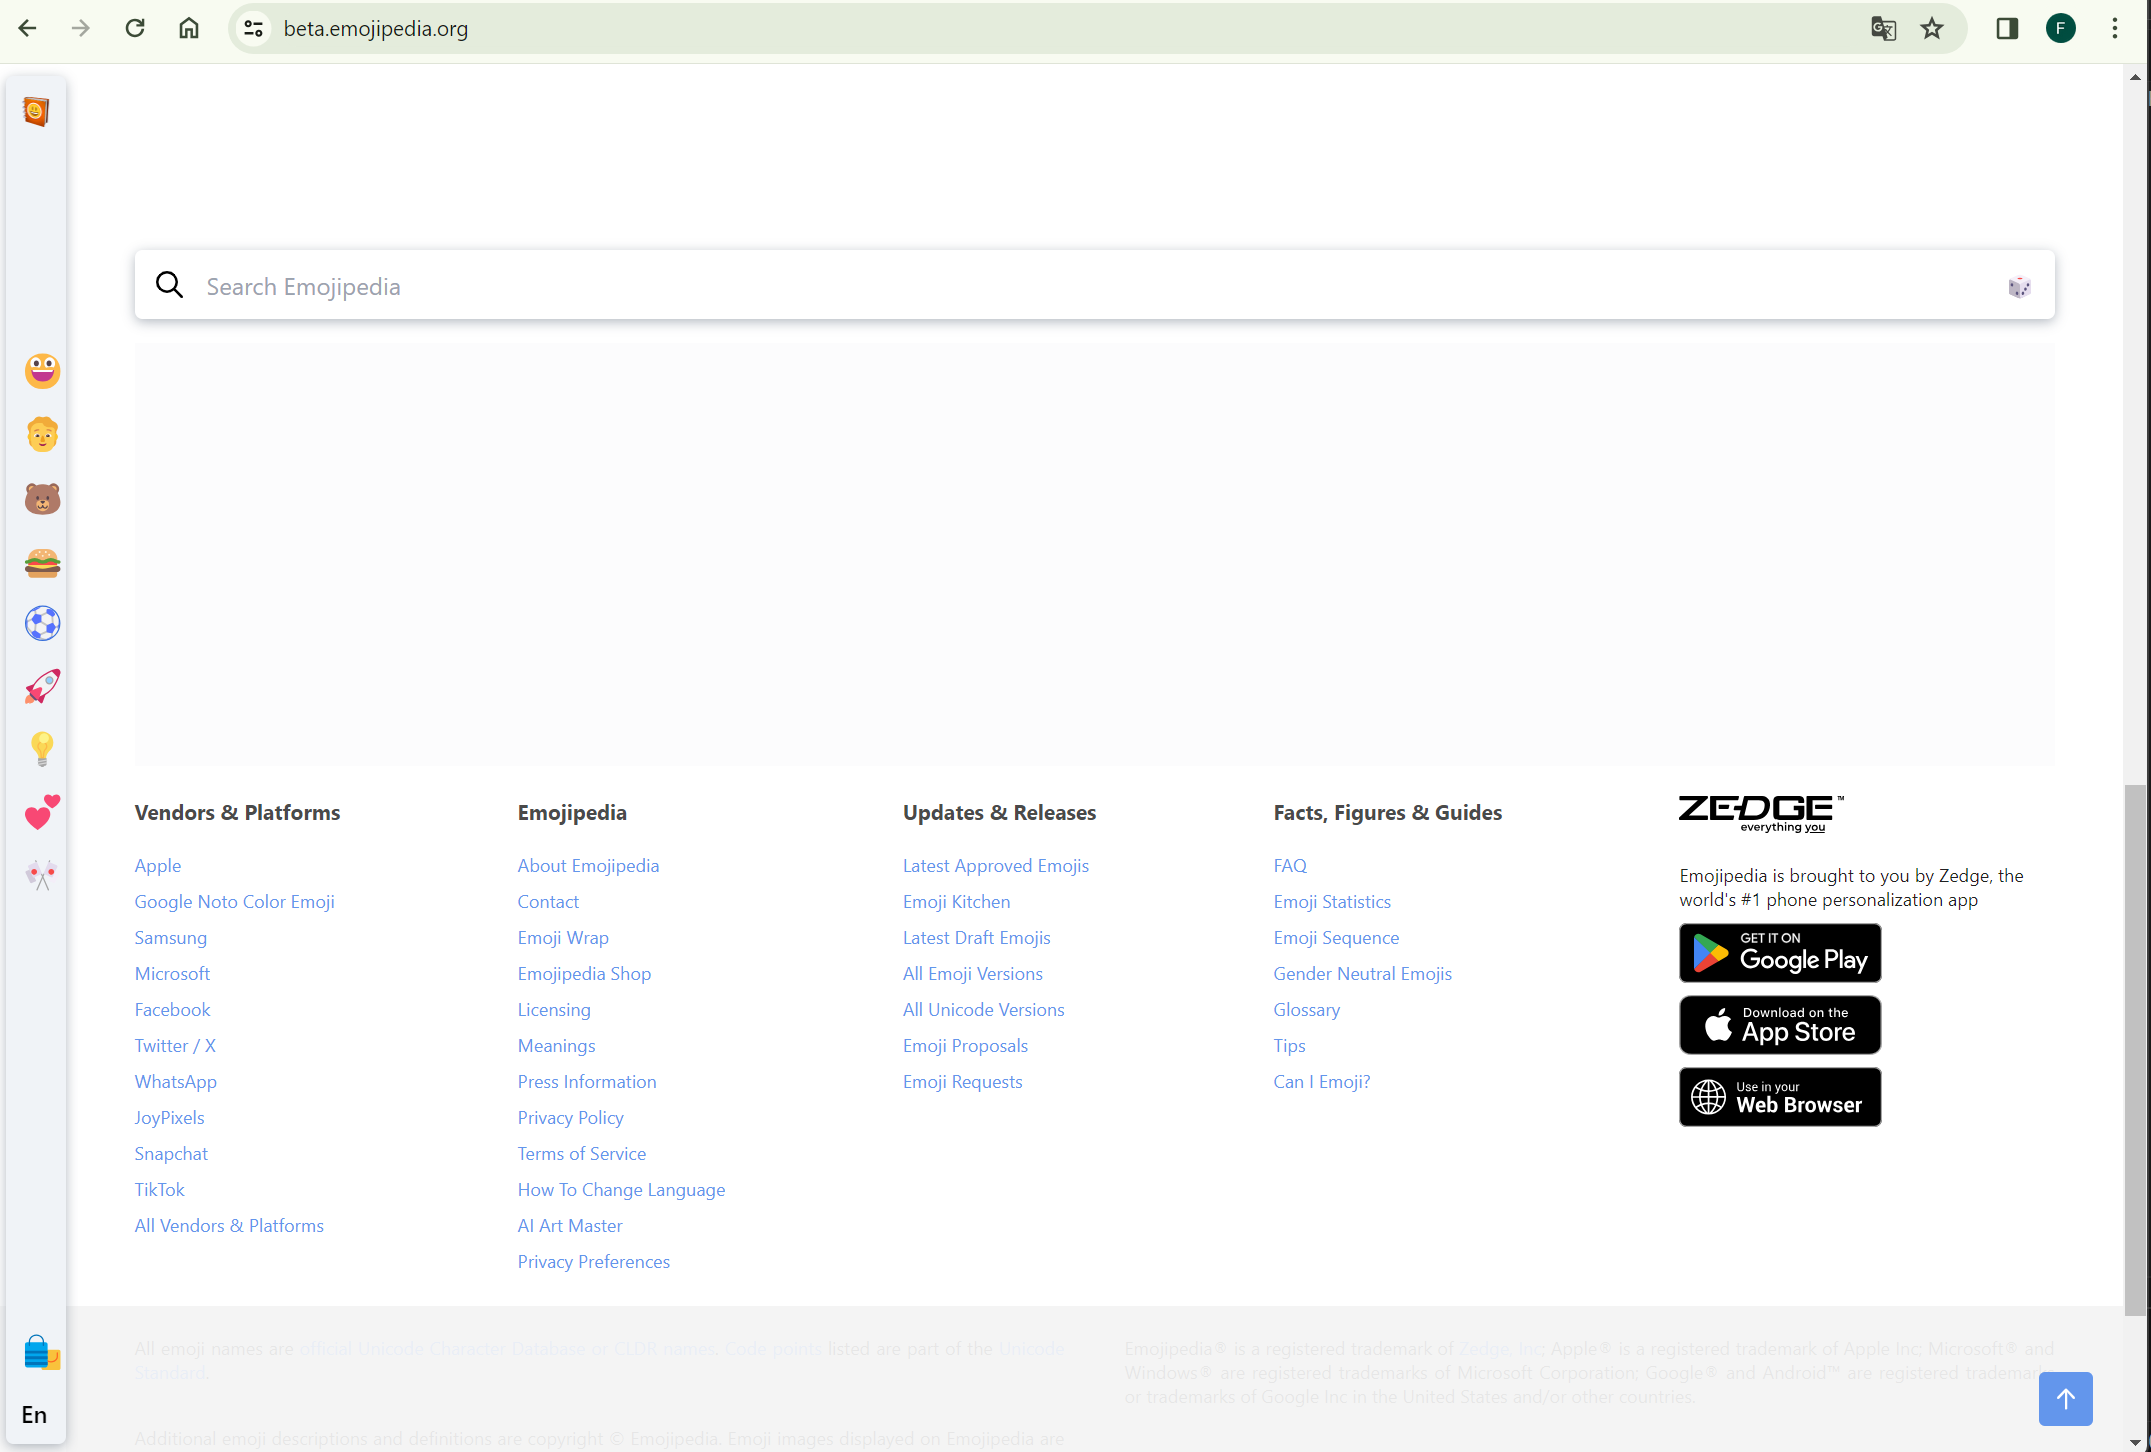 beta.emojipedia.org
F
Search Emojipedia
Vendors & Platforms
Apple
Google Noto Color Emoji
Samsung
Microsoft
Facebook
Twitter / X
WhatsApp
JoyPixels
Snapchat
TikTok
All Vendors & Platforms
Emojipedia
About Emojipedia
Contact
Emoji Wrap
Emojipedia Shop
Licensing
Meanings
Press Information
Privacy Policy
Terms of Service
How To Change Language
AI Art Master
Privacy Preferences
Updates & Releases
Latest Approved Emojis
Emoji Kitchen
Latest Draft Emojis
All Emoji Versions
All Unicode Versions
Emoji Proposals
Emoji Requests
Facts, Figures & Guides
FAQ
Emoji Statistics
Emoji Sequence
Gender Neutral Emojis
Glossary
Tips
Can I Emoji?
ZEDGE™
everything you
Emojipedia is brought to you by Zedge, the
world's #1 phone personalization app
GET IT ON
Google Play
Download on the
App Store
Use in your
Web Browser
En
All emoji names are official Unicode Character Database or CLDR names. Code points listed are part of the Unicode
Standard.
Additional emoji descriptions and definitions are copyright © Emojipedia. Emoji images displayed on Emojipedia are
Emojipedia® is a registered trademark of Zedge, Inc; Apple® is a registered trademark of Apple Inc; Microsoft® and
Windows® are registered trademarks of Microsoft Corporation; Google® and Android™ are registered trademarks
or trademarks of Google Inc in the United States and/or other countries.